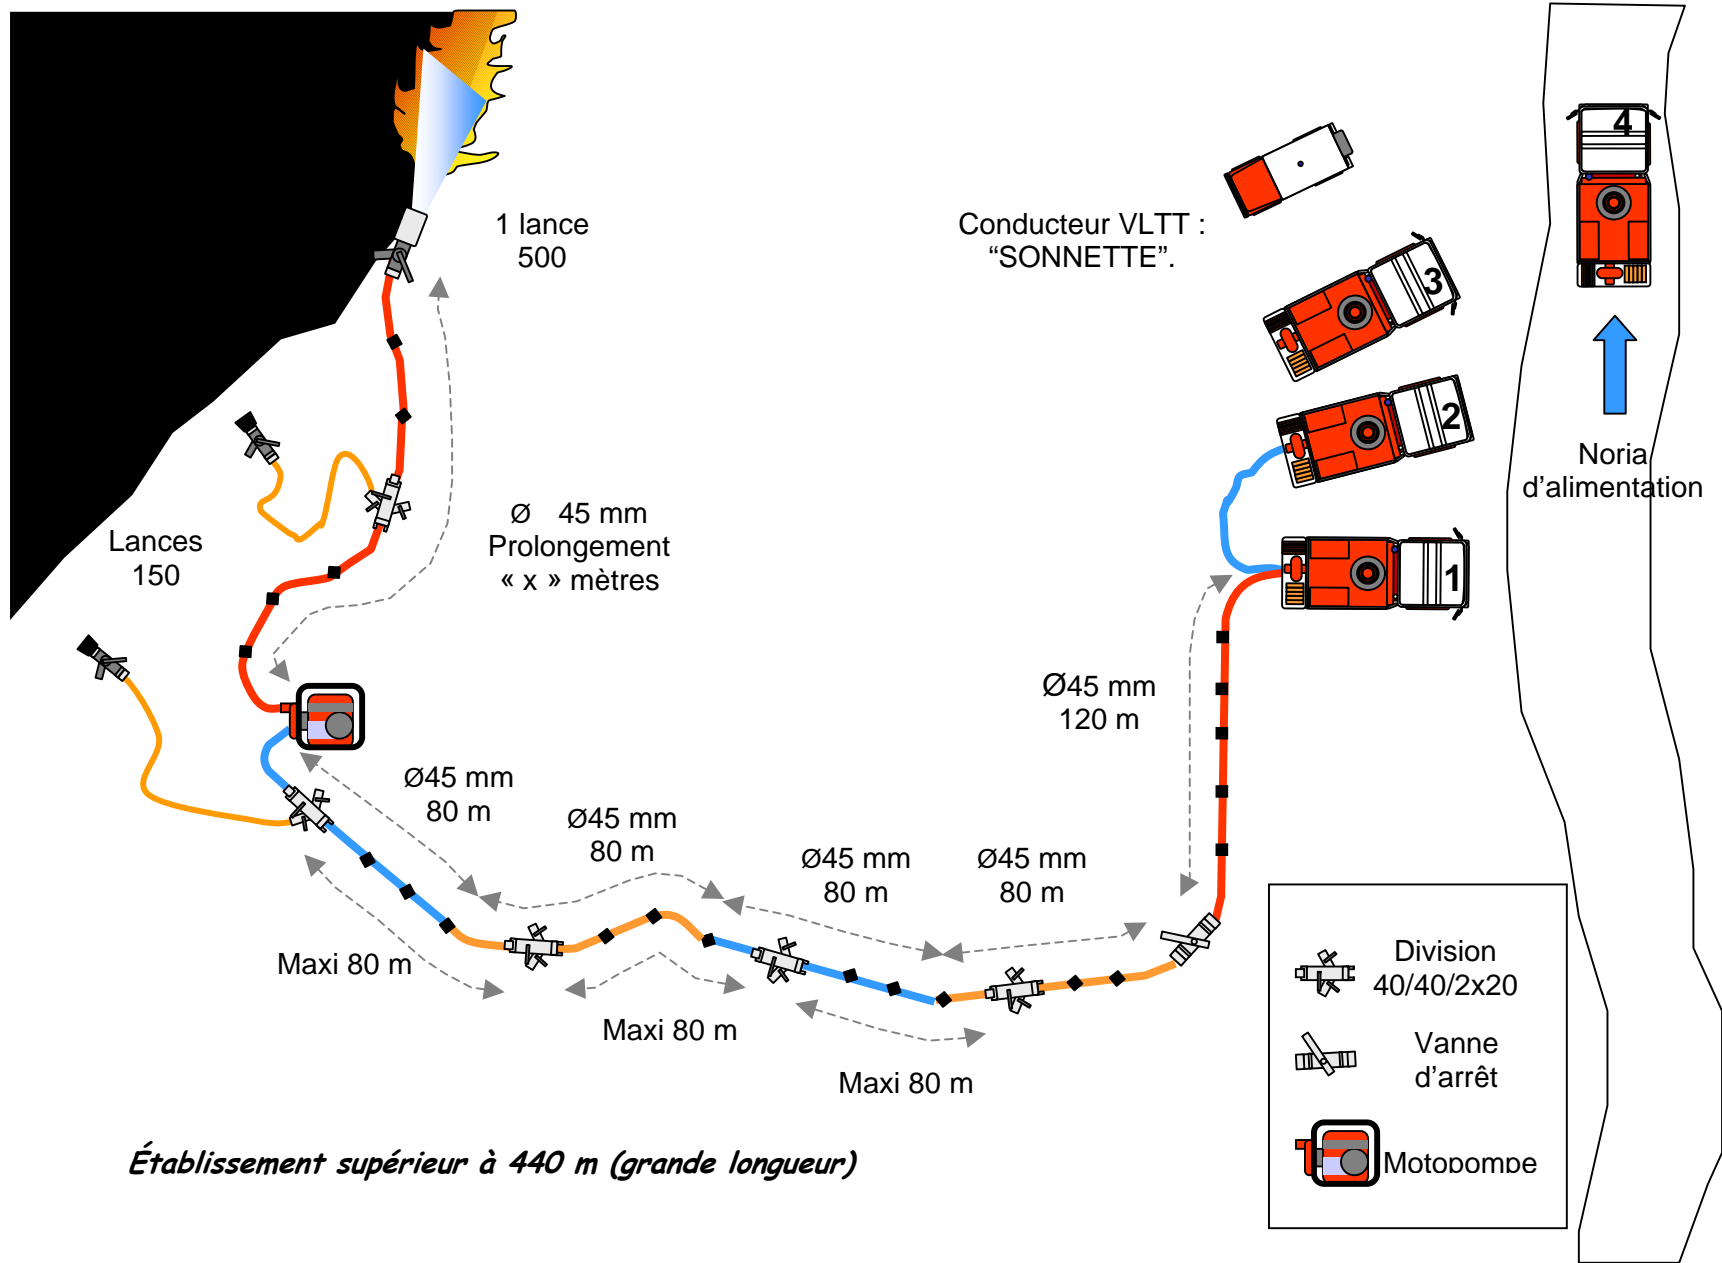 1 lance
500
Conducteur VLTT :
“SONNETTE”.
4
3
2
1
Noria
d’alimentation
Ø 45 mm
Prolongement
« x » mètres
Lances
150
Ø45 mm
120 m
Ø45 mm
80 m
Ø45 mm
80 m
Ø45 mm
80 m
Ø45 mm
80 m
Maxi 80 m
Maxi 80 m
Maxi 80 m
Division
40/40/2x20
Vanne
d’arrêt
Motopompe
Établissement supérieur à 440 m (grande longueur)